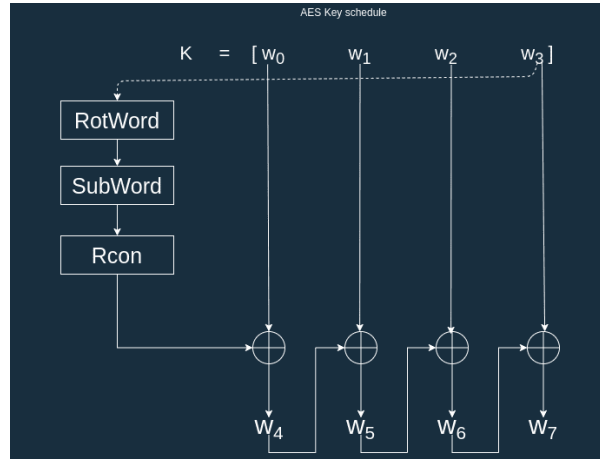 AES Key schedule
K = [ w₀ w₁ w₂ w₃ ]
RotWord
SubWord
Rcon
w₄ w₅ w₆ w₇